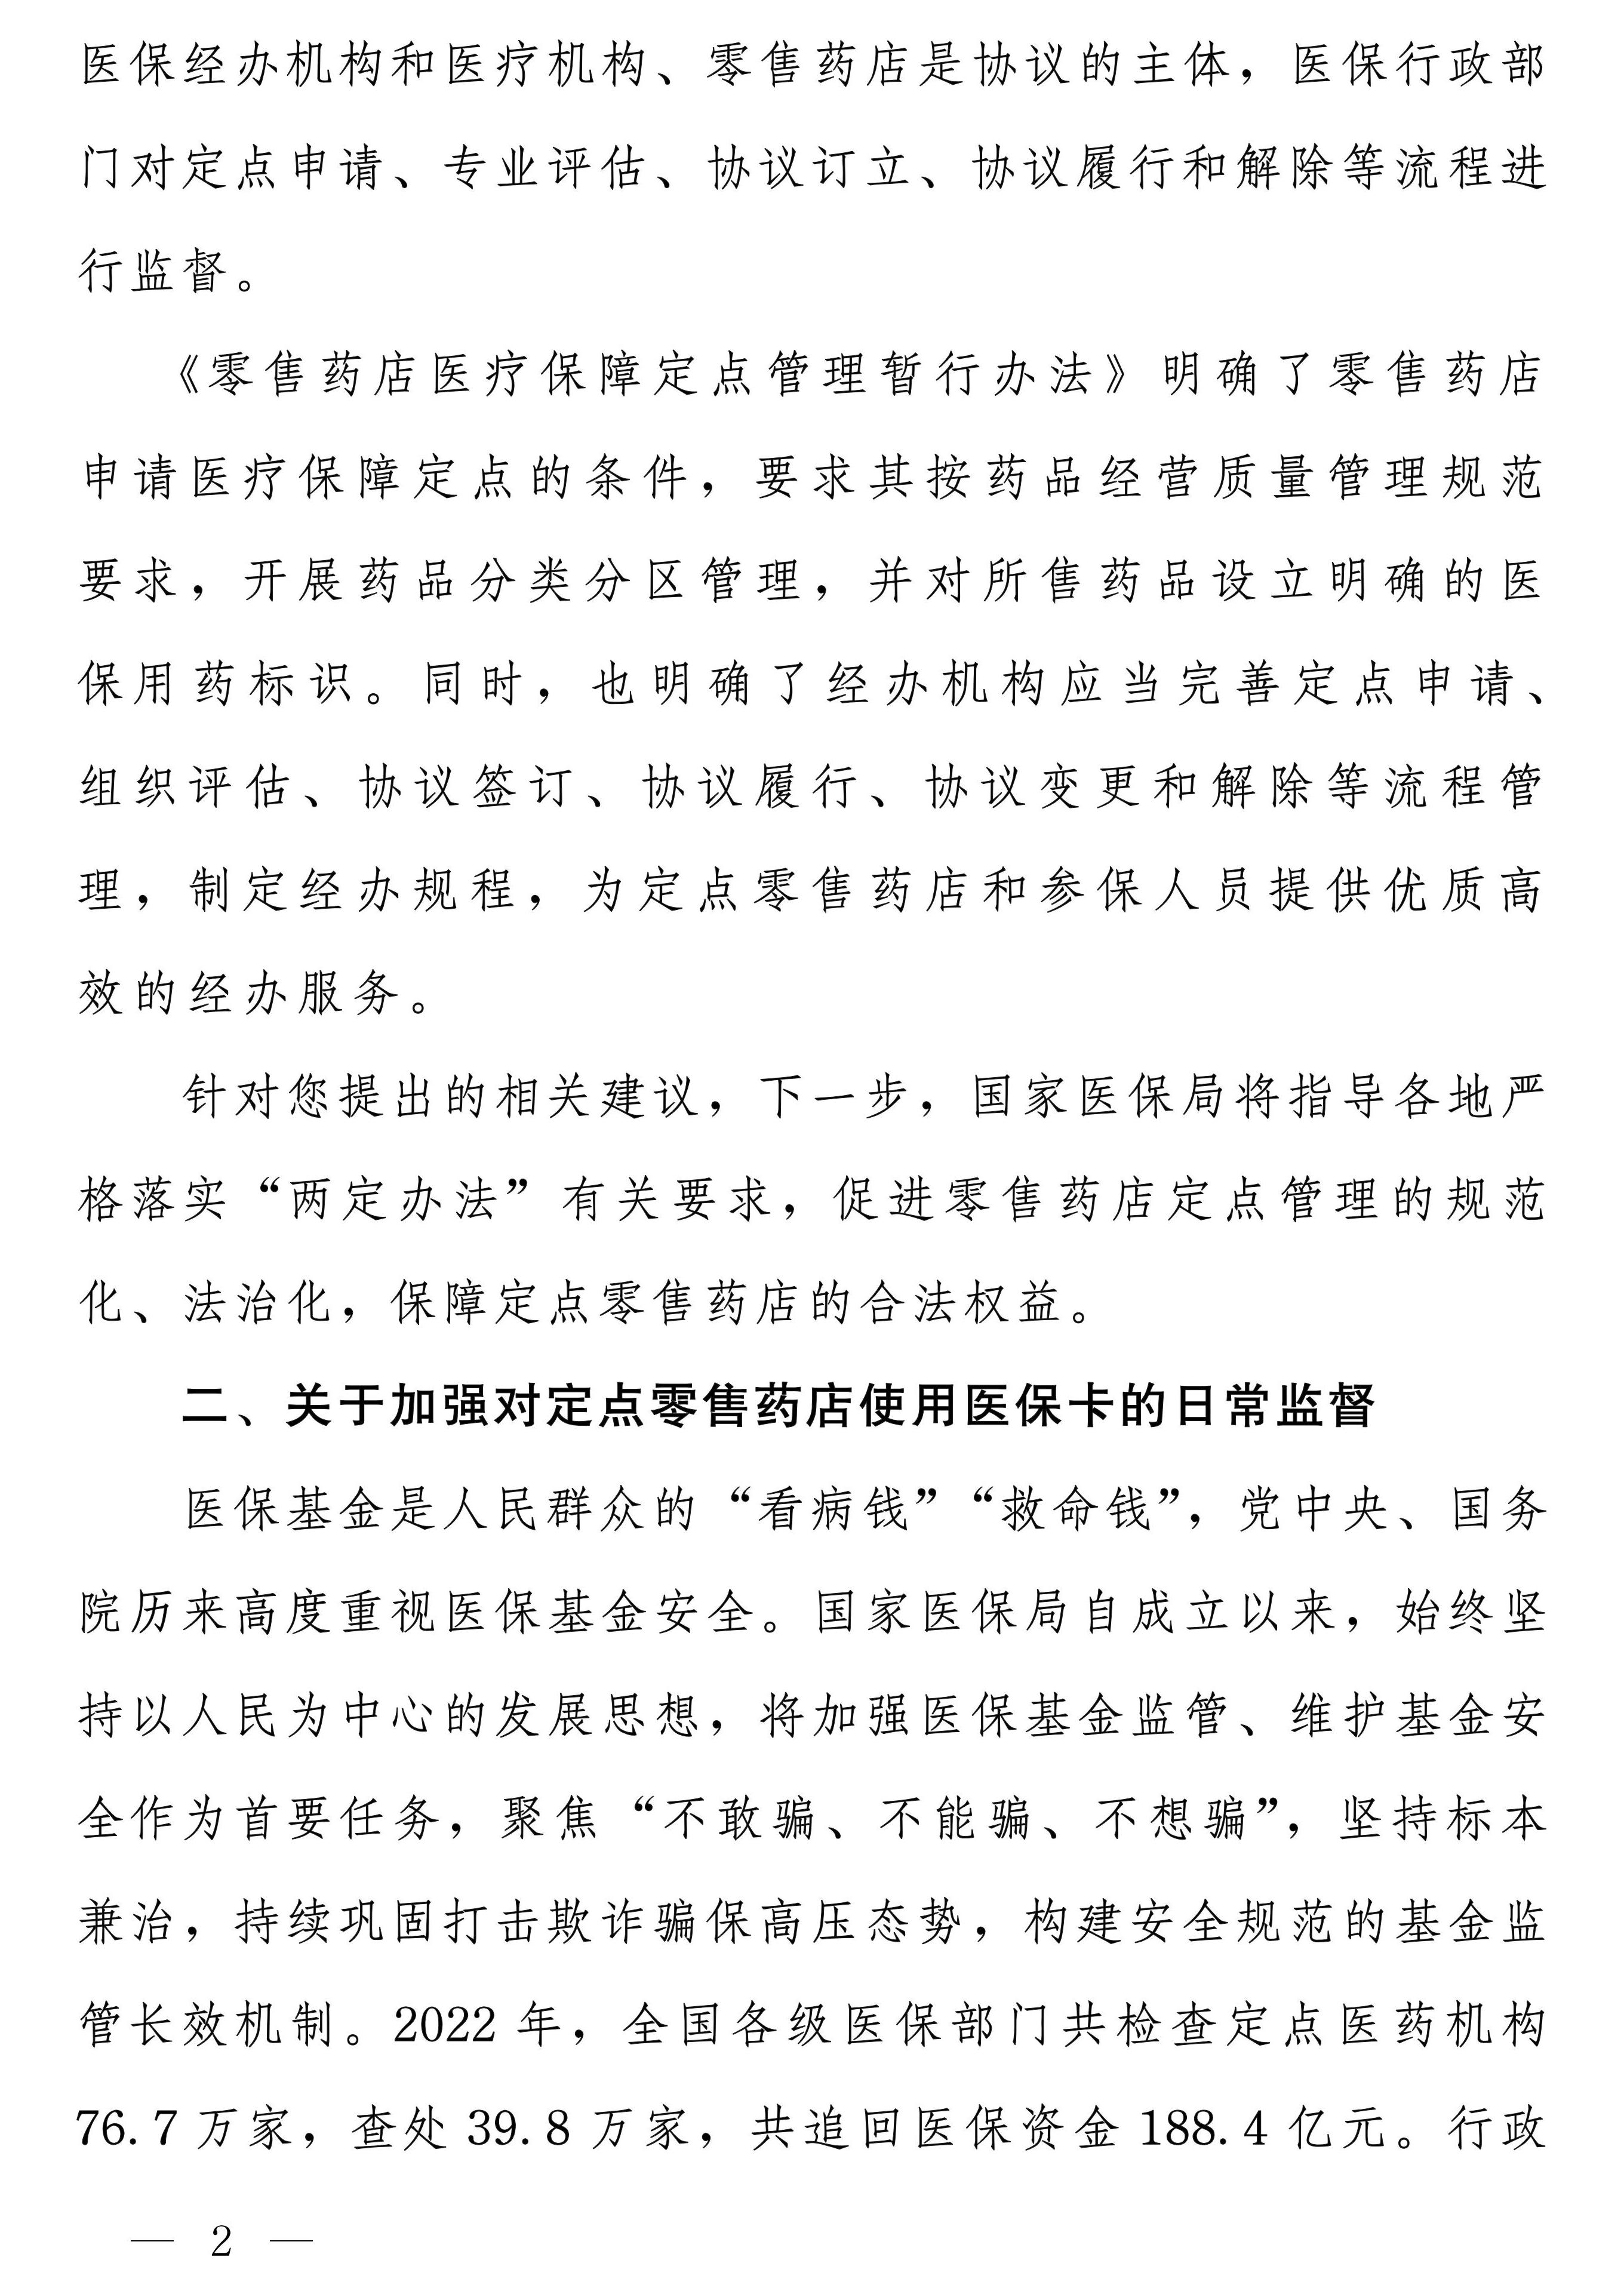 医保经办机构和医疗机构、零售药店是协议的主体，医保行政部
门对定点申请、专业评估、协议订立、协议履行和解除等流程进
行监督。
《零售药店医疗保障定点管理暂行办法》明确了零售药店
申请医疗保障定点的条件，要求其按药品经营质量管理规范
要求，开展药品分类分区管理，并对所售药品设立明确的医
保用药标识。同时，也明确了经办机构应当完善定点申请、
组织评估、协议签订、协议履行、协议变更和解除等流程管
理，制定经办规程，为定点零售药店和参保人员提供优质高
效的经办服务。
针对您提出的相关建议，下一步，国家医保局将指导各地严
格落实“两定办法”有关要求，促进零售药店定点管理的规范
化、法治化，保障定点零售药店的合法权益。
二、关于加强对定点零售药店使用医保卡的日常监督
医保基金是人民群众的“看病钱”“救命钱”，党中央、国务
院历来高度重视医保基金安全。国家医保局自成立以来，始终坚
持以人民为中心的发展思想，将加强医保基金监管、维护基金安
全作为首要任务，聚焦“不敢骗、不能骗、不想骗”，坚持标本
兼治，持续巩固打击欺诈骗保高压态势，构建安全规范的基金监
管长效机制。2022 年，全国各级医保部门共检查定点医药机构
76.7 万家，查处 39.8 万家，共追回医保资金 188.4 亿元。行政
— 2 —